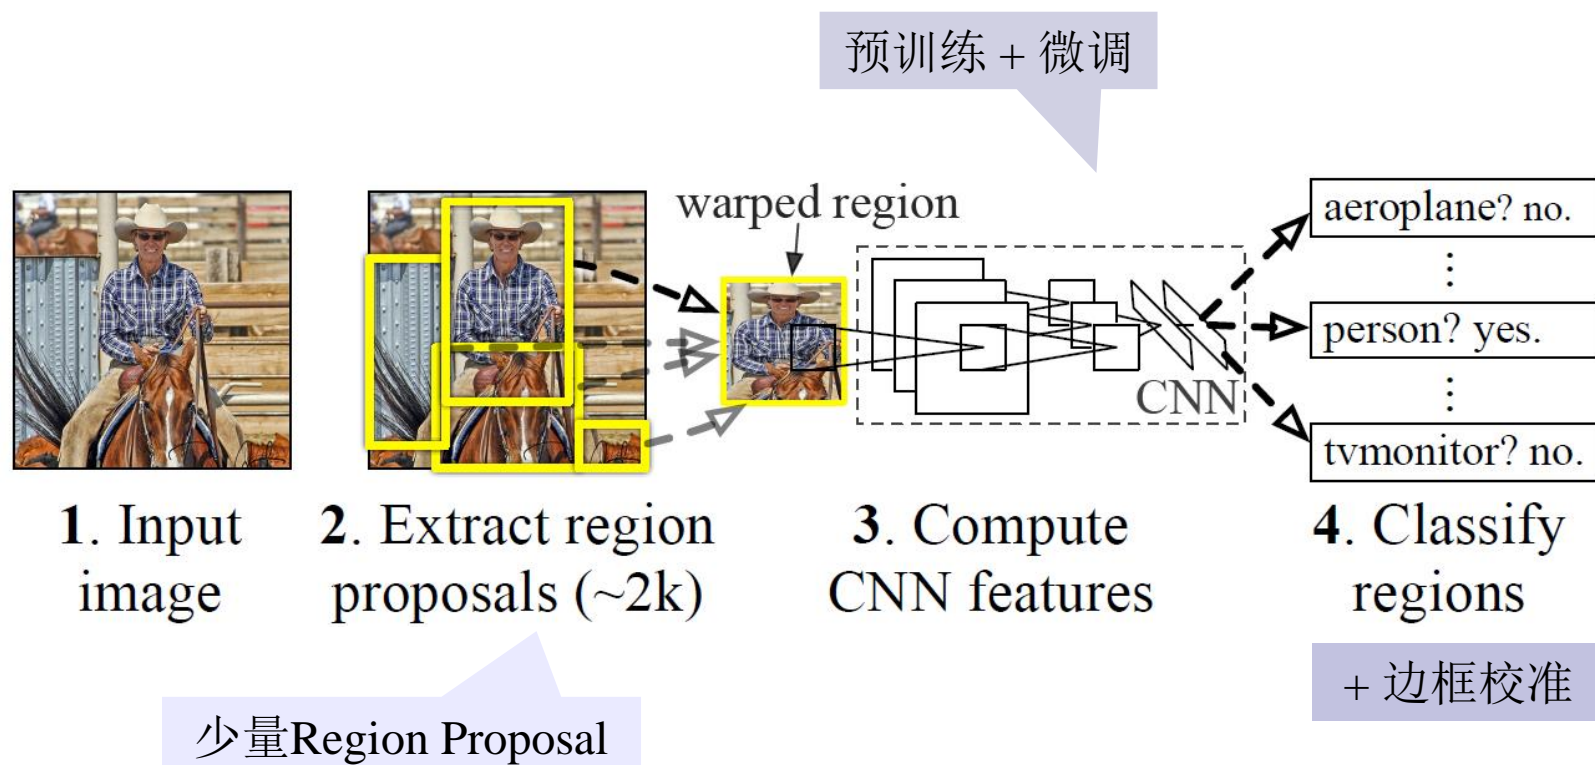 预训练 + 微调
warped region
aeroplane? no.
⋮
person? yes.
⋮
tvmonitor? no.
CNN
1. Input
image
2. Extract region
proposals (~2k)
3. Compute
CNN features
4. Classify
regions
少量Region Proposal
+ 边框校准